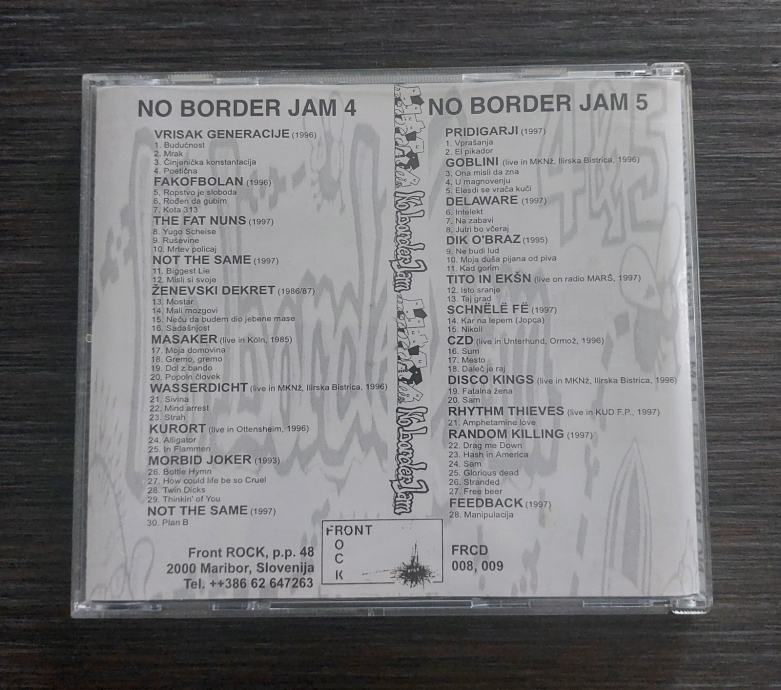 NO BORDER JAM 4
VRISAK GENERACIJE (1996)
1. Budućnost
2. Mrak
3. Činjenička konstantacija
4. Poetična
FAKOFBOLAN (1996)
5. Ropstvo je sloboda
6. Rođen da gubim
7. Kota 313
THE FAT NUNS (1997)
8. Yugo Scheise
9. Ruševine
10. Mrtev policaj
NOT THE SAME (1997)
11. Biggest Lie
12. Misli si svoje
ŽENEVSKI DEKRET (1986/87)
13. Mostar
14. Mali mozgovi
15. Neću da budem dio jebene mase
16. Sadašnjost
MASAKER (live in Köln, 1985)
17. Moja domovina
18. Gremo, gremo
19. Dol z bando
20. Popoln človek
WASSERDICHT (live in MKNž, Ilirska Bistrica, 1996)
21. Sivina
22. Mind arrest
23. Strah
KURORT (live in Ottensheim, 1996)
24. Alligator
25. In Flammen
MORBID JOKER (1993)
26. Bottle Hymn
27. How could life be so Cruel
28. Twin Dicks
29. Thinkin' of You
NOT THE SAME (1997)
30. Plan B
Front ROCK, p.p. 48
2000 Maribor, Slovenija
Tel. ++386 62 647263
No border Jam
No border Jam
NO BORDER JAM 5
PRIDIGARJI (1997)
1. Vprašanja
2. El pikador
GOBLINI (live in MKNž, Ilirska Bistrica, 1996)
3. Ona misli da zna
4. U magnovenju
5. Elesdi se vrača kuči
DELAWARE (1997)
6. Intelekt
7. Na zabavi
8. Jutri bo včeraj
DIK O'BRAZ (1995)
9. Ne budi lud
10. Moja duša pijana od piva
11. Kad gorim
TITO IN EKŠN (live on radio MARŠ, 1997)
12. Isto sranje
13. Taj grad
SCHNËLË FË (1997)
14. Kar na lepem (Jopca)
15. Nikoli
CZD (live in Unterhund, Ormož, 1996)
16. Sum
17. Mesto
18. Daleč je raj
DISCO KINGS (live in MKNž, Ilirska Bistrica, 1996)
19. Fatalna žena
20. Sam
RHYTHM THIEVES (live in KUD F.P., 1997)
21. Amphetamine love
RANDOM KILLING (1997)
22. Drag me Down
23. Hash in America
24. Sam
25. Glorious dead
26. Stranded
27. Free beer
FEEDBACK (1997)
28. Manipulacija
FRONT
O
C
K
FRCD
008, 009